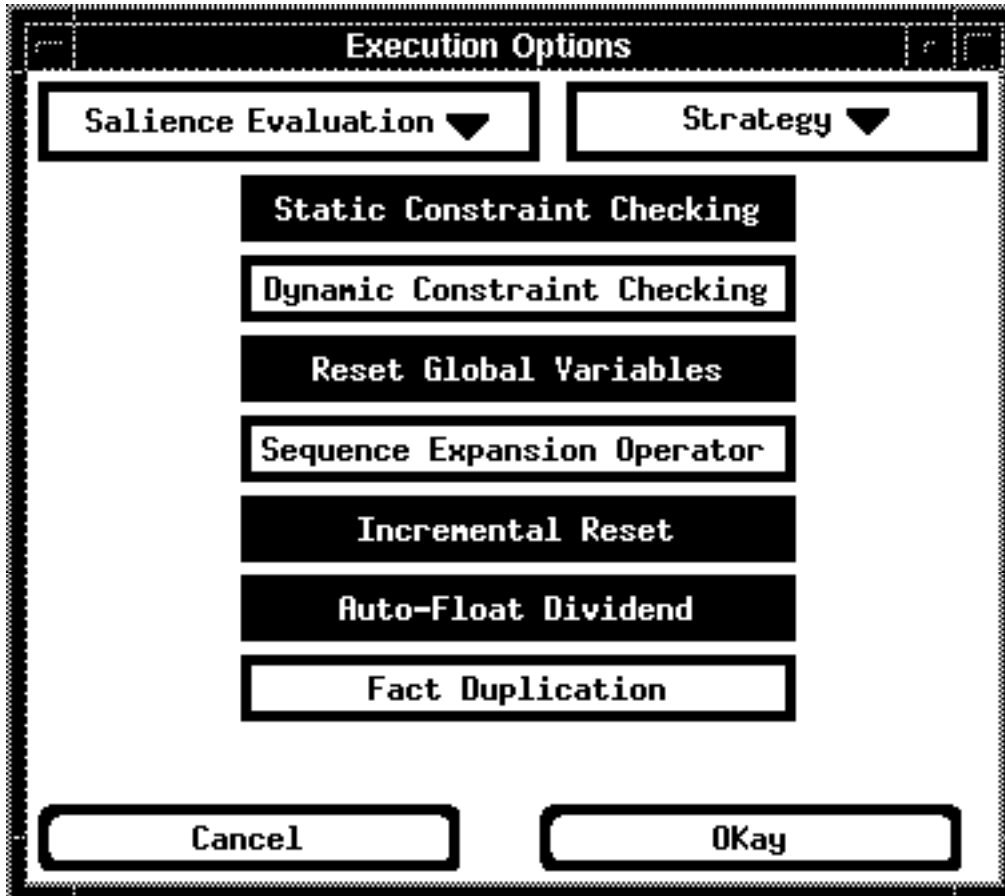 Execution Options
Salience Evaluation Strategy
Static Constraint Checking
Dynamic Constraint Checking
Reset Global Variables
Sequence Expansion Operator
Incremental Reset
Auto-Float Dividend
Fact Duplication
Cancel OKay